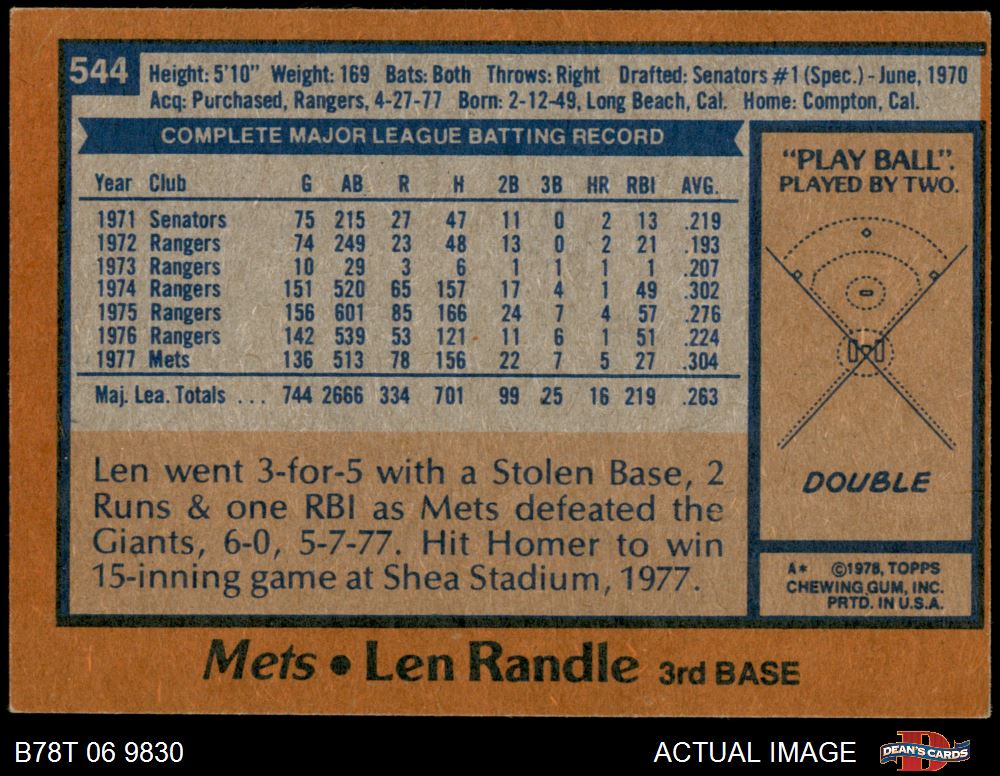 544
Height: 5'10" Weight: 169 Bats: Both Throws: Right Drafted: Senators #1 (Spec.) - June, 1970
Acq: Purchased, Rangers, 4-27-77 Born: 2-12-49, Long Beach, Cal. Home: Compton, Cal.
COMPLETE MAJOR LEAGUE BATTING RECORD
Year Club G AB R H 2B 3B HR RBI AVG.
1971 Senators 75 215 27 47 11 0 2 13 .219
1972 Rangers 74 249 23 48 13 0 2 21 .193
1973 Rangers 10 29 3 6 1 1 1 1 .207
1974 Rangers 151 520 65 157 17 4 1 49 .302
1975 Rangers 156 601 85 166 24 7 4 57 .276
1976 Rangers 142 539 53 121 11 6 1 51 .224
1977 Mets 136 513 78 156 22 7 5 27 .304
Maj. Lea. Totals . . . 744 2666 334 701 99 25 16 219 .263
Len went 3-for-5 with a Stolen Base, 2
Runs & one RBI as Mets defeated the
Giants, 6-0, 5-7-77. Hit Homer to win
15-inning game at Shea Stadium, 1977.
"PLAY BALL".
PLAYED BY TWO.
DOUBLE
A* ©1978, TOPPS
CHEWING GUM, INC.
PRTD. IN U.S.A.
Mets • Len Randle 3rd BASE
B78T 06 9830
ACTUAL IMAGE
DEAN'S CARDS